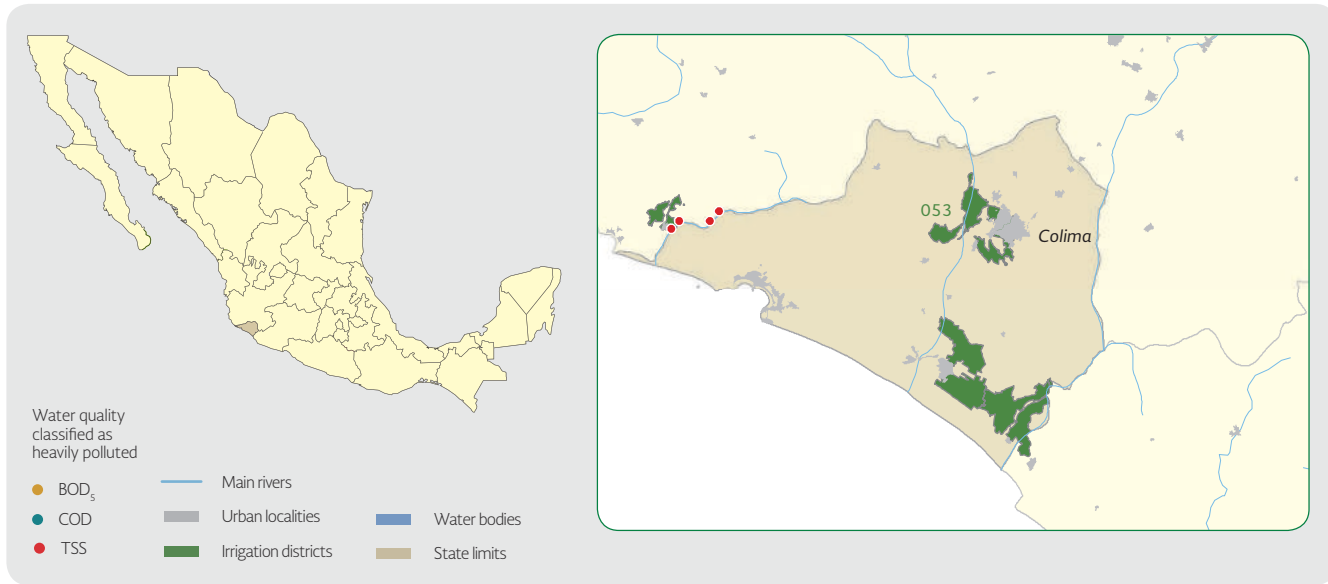 053
Colima
Water quality
classified as
heavily polluted
BOD₅
COD
TSS
Main rivers
Urban localities
Irrigation districts
Water bodies
State limits